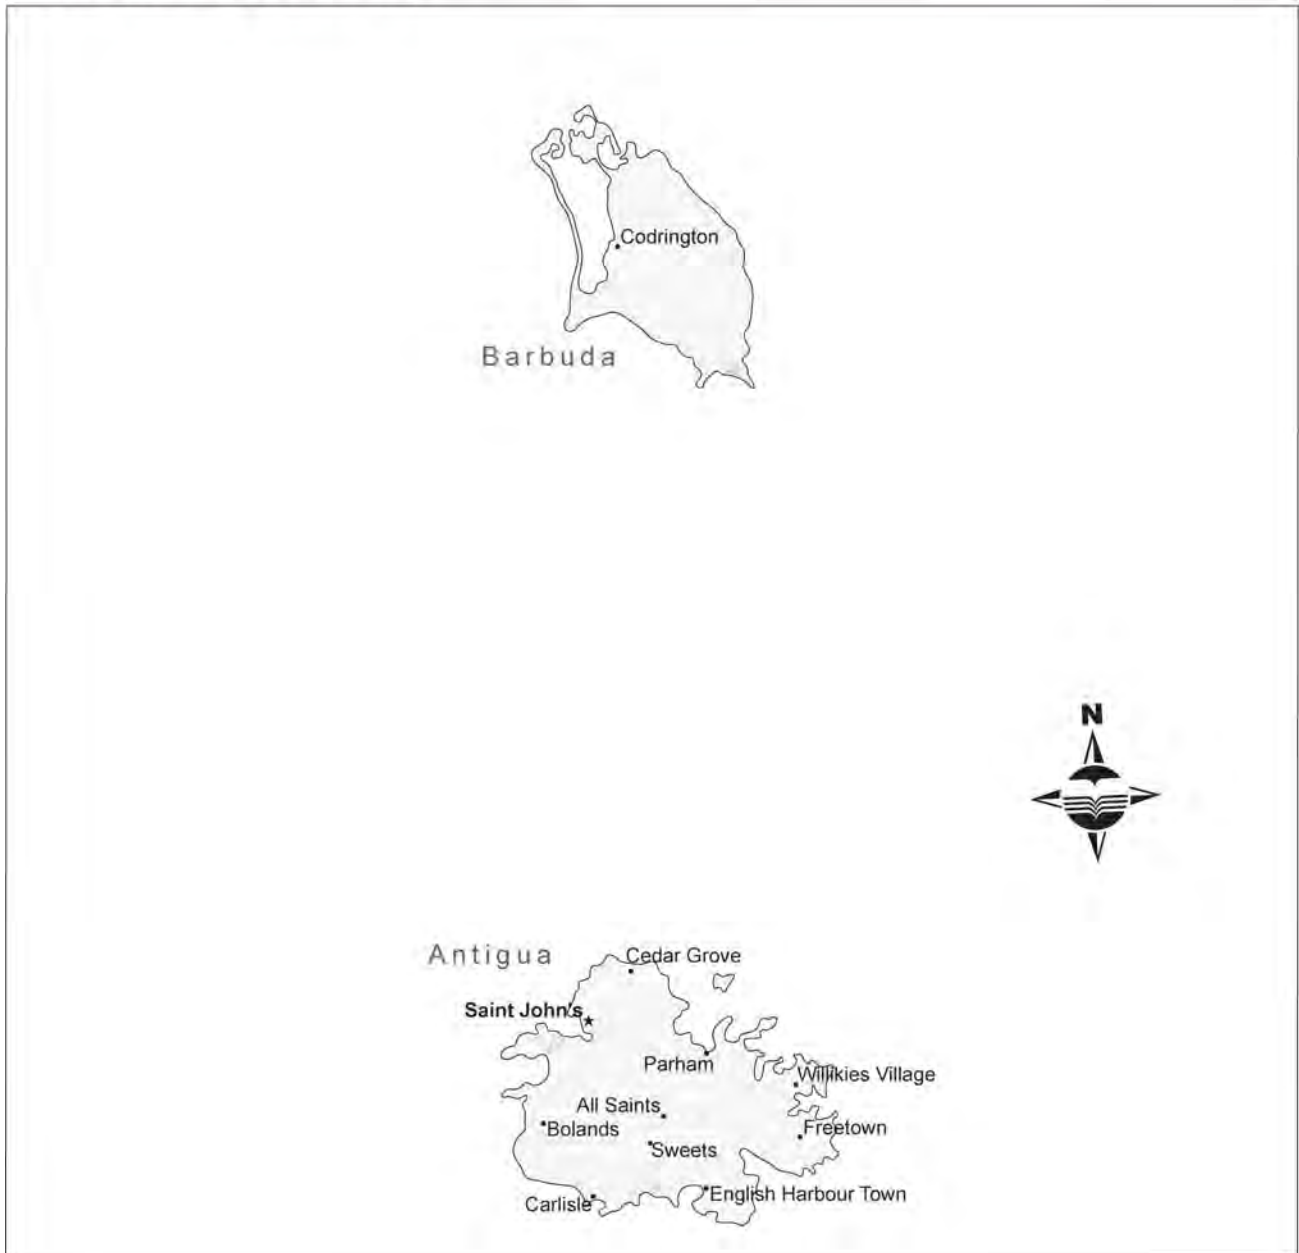 Codrington
Barbuda
N
Antigua
Cedar Grove
Saint John's
Parham
Willikies Village
All Saints
Bolands
Freetown
Sweets
English Harbour Town
Carlisle